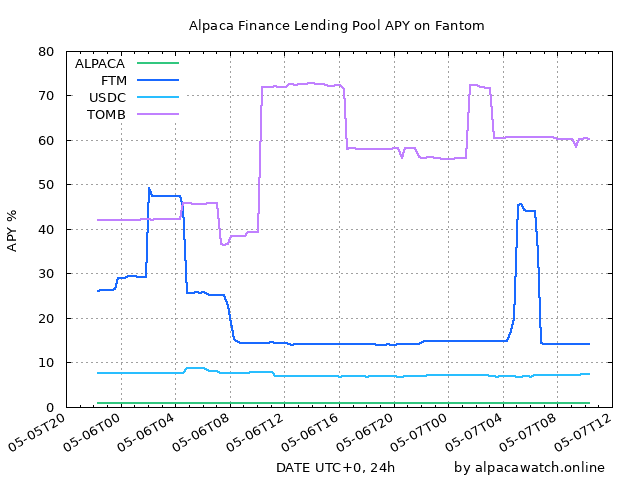 Alpaca Finance Lending Pool APY on Fantom
80
70
60
50
40
30
20
10
0
APY %
ALPACA
FTM
USDC
TOMB
05-05T20
05-06T00
05-06T04
05-06T08
05-06T12
05-06T16
05-06T20
05-07T00
05-07T04
05-07T08
05-07T12
DATE UTC+0, 24h
by alpacawatch.online